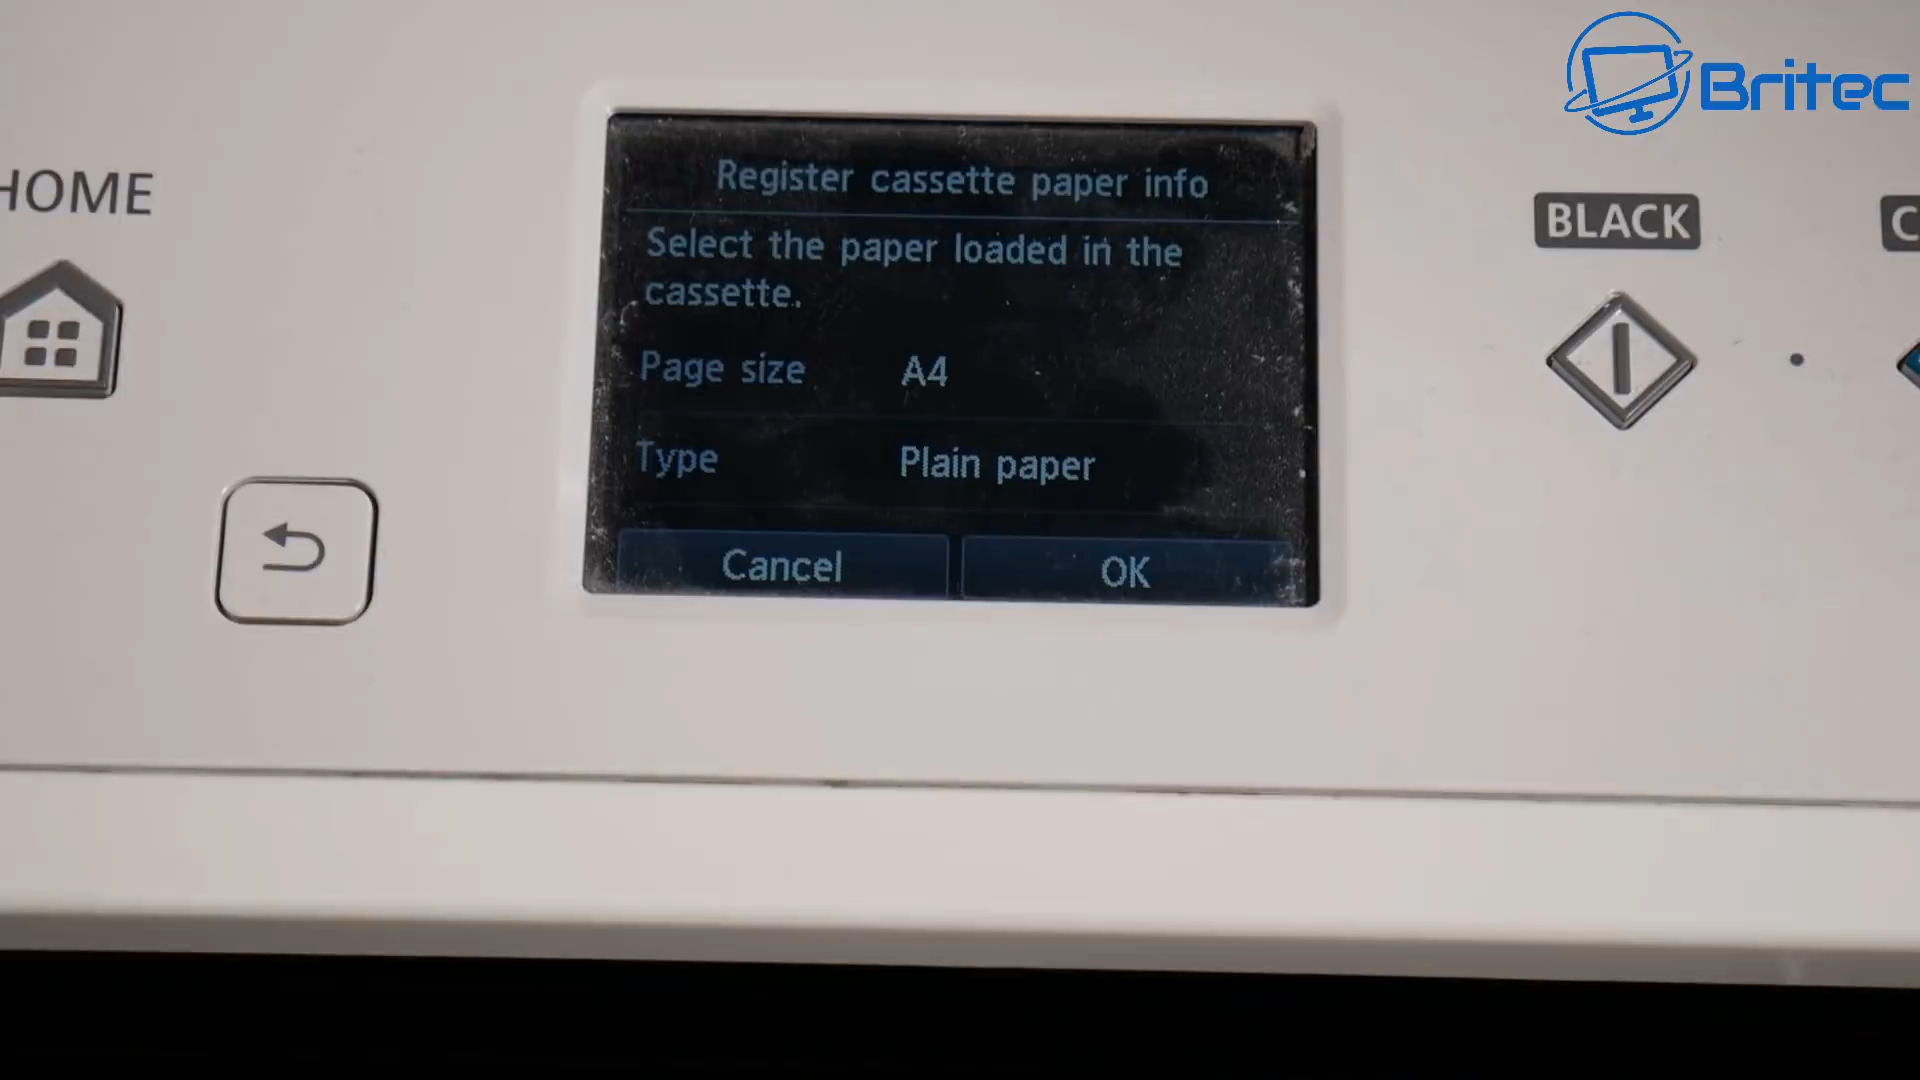 Britec
HOME
BLACK
C
Register cassette paper info
Select the paper loaded in the
cassette.
Page size A4
Type Plain paper
Cancel OK